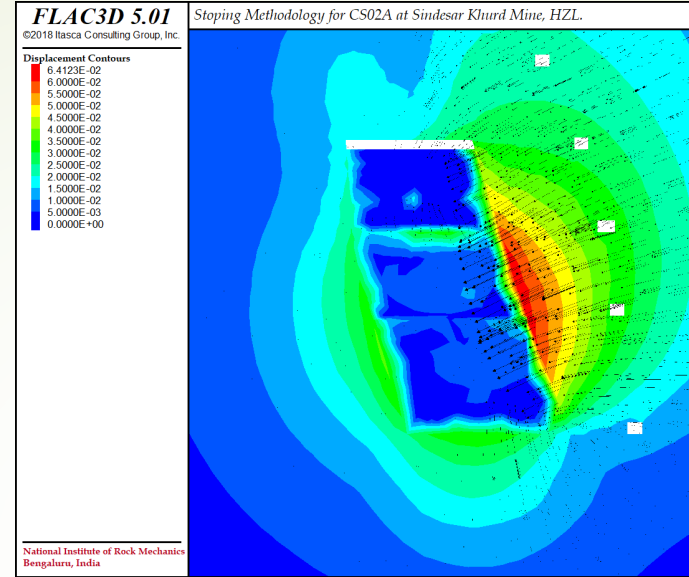 FLAC3D 5.01
©2018 Itasca Consulting Group, Inc.
Stoping Methodology for CS02A at Sindesar Khurd Mine, HZL.
Displacement Contours
6.4123E-02
6.0000E-02
5.5000E-02
5.0000E-02
4.5000E-02
4.0000E-02
3.5000E-02
3.0000E-02
2.5000E-02
2.0000E-02
1.5000E-02
1.0000E-02
5.0000E-03
0.0000E+00
National Institute of Rock Mechanics
Bengaluru, India